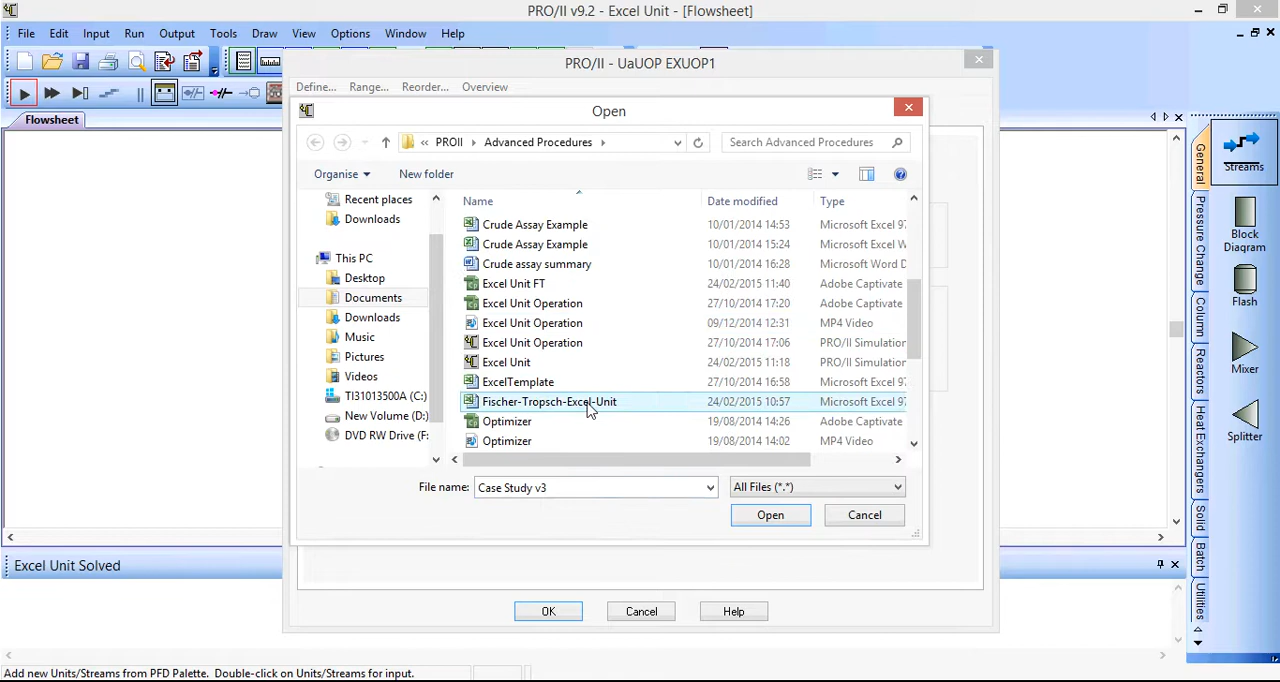 PRO/II v9.2 - Excel Unit - [Flowsheet]
File Edit Input Run Output Tools Draw View Options Window Help
PRO/II - UaUOP EXUOP1
Define... Range... Reorder... Overview
Flowsheet
Open
« PROII Advanced Procedures
Search Advanced Procedures
Organise New folder
Recent places
Downloads
This PC
Desktop
Documents
Downloads
Music
Pictures
Videos
TI31013500A (C:)
New Volume (D:)
DVD RW Drive (F:
Name Date modified Type
Crude Assay Example 10/01/2014 14:53 Microsoft Excel 97
Crude Assay Example 10/01/2014 15:24 Microsoft Excel W
Crude assay summary 10/01/2014 16:28 Microsoft Word D
Excel Unit FT 24/02/2015 11:40 Adobe Captivate
Excel Unit Operation 27/10/2014 17:20 Adobe Captivate
Excel Unit Operation 09/12/2014 12:31 MP4 Video
Excel Unit Operation 27/10/2014 17:06 PRO/II Simulation
Excel Unit 24/02/2015 11:18 PRO/II Simulation
ExcelTemplate 27/10/2014 16:58 Microsoft Excel 97
Fischer-Tropsch-Excel-Unit 24/02/2015 10:57 Microsoft Excel 97
Optimizer 19/08/2014 14:26 Adobe Captivate
Optimizer 19/08/2014 14:02 MP4 Video
File name: Case Study v3 All Files (*.*)
Open Cancel
OK Cancel Help
General
Pressure Change
Column
Reactors
Heat Exchangers
Solid
Batch
Utilities
Streams
Block
Diagram
Flash
Mixer
Splitter
Excel Unit Solved
Add new Units/Streams from PFD Palette. Double-click on Units/Streams for input.